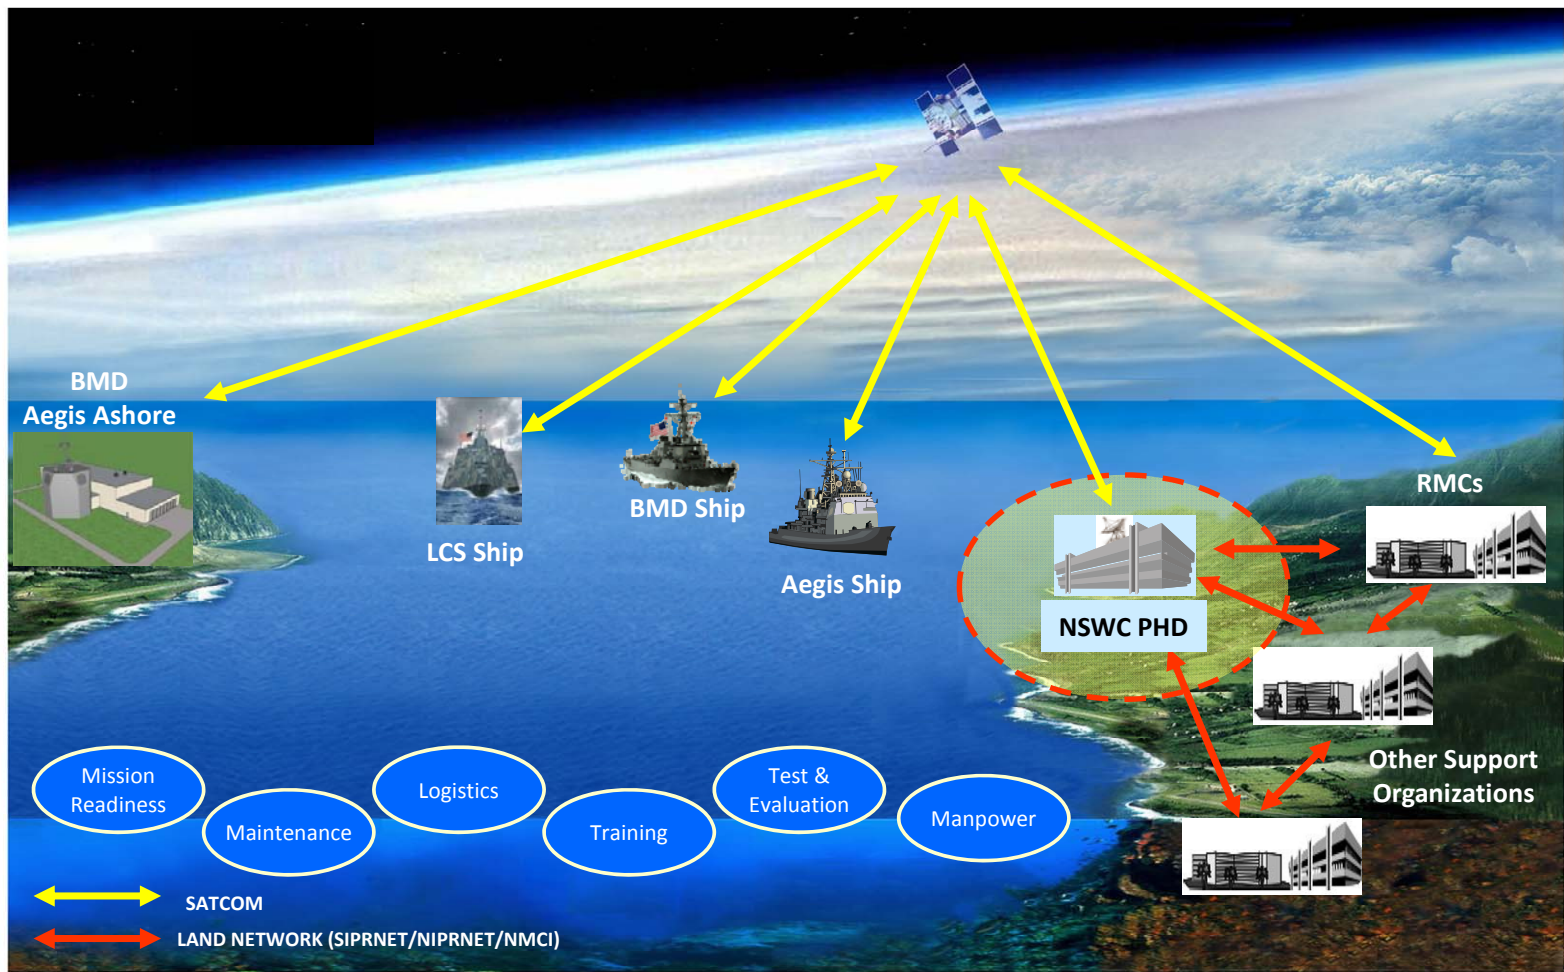 BMD
Aegis Ashore
LCS Ship
BMD Ship
Aegis Ship
RMCs
NSWC PHD
Other Support
Organizations
Mission
Readiness
Maintenance
Logistics
Training
Test &
Evaluation
Manpower
SATCOM
LAND NETWORK (SIPRNET/NIPRNET/NMCI)